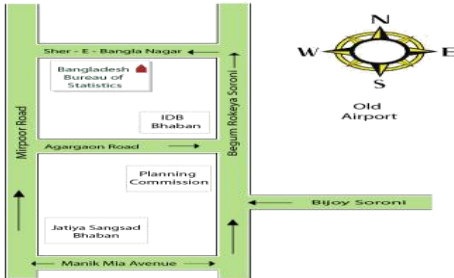 N
W
E
S
Sher - E - Bangla Nagar
Bangladesh
Bureau of
Statistics
Old
Airport
IDB
Bhaban
Mirpoor Road
Begum Rokeya Soroni
Agargaon Road
Planning
Commission
Bijoy Soroni
Jatiya Sangsad
Bhaban
Manik Mia Avenue